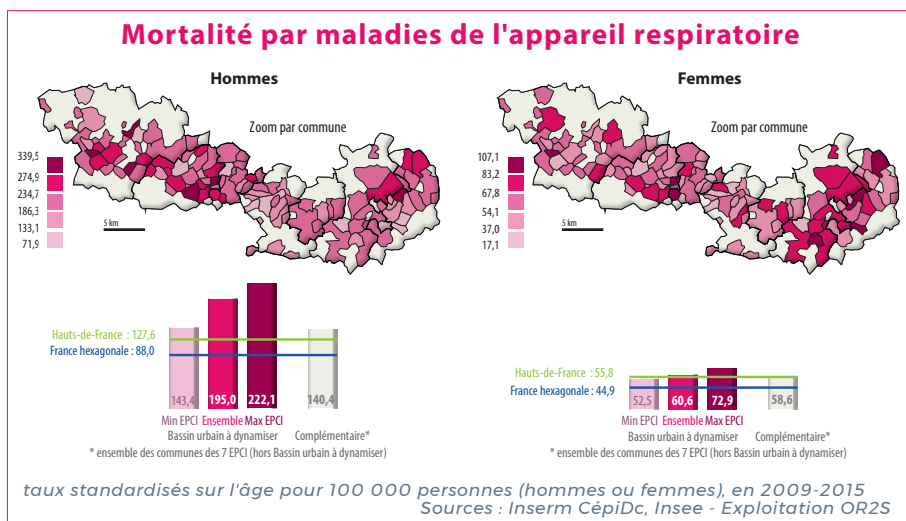 Mortalité par maladies de l'appareil respiratoire
Hommes
Zoom par commune
339,5
274,9
234,7
186,3
133,1
71,9
5 km
Hauts-de-France : 127,6
France hexagonale : 88,0
143,4
195,0
222,1
140,4
Min EPCI Ensemble Max EPCI
Bassin urbain à dynamiser
Complémentaire*
* ensemble des communes des 7 EPCI (hors Bassin urbain à dynamiser)
Femmes
Zoom par commune
107,1
83,2
67,8
54,1
37,0
17,1
5 km
Hauts-de-France : 55,8
France hexagonale : 44,9
52,5
60,6
72,9
58,6
Min EPCI Ensemble Max EPCI
Bassin urbain à dynamiser
Complémentaire*
* ensemble des communes des 7 EPCI (hors Bassin urbain à dynamiser)
taux standardisés sur l'âge pour 100 000 personnes (hommes ou femmes), en 2009-2015
Sources : Inserm CépiDc, Insee - Exploitation OR2S